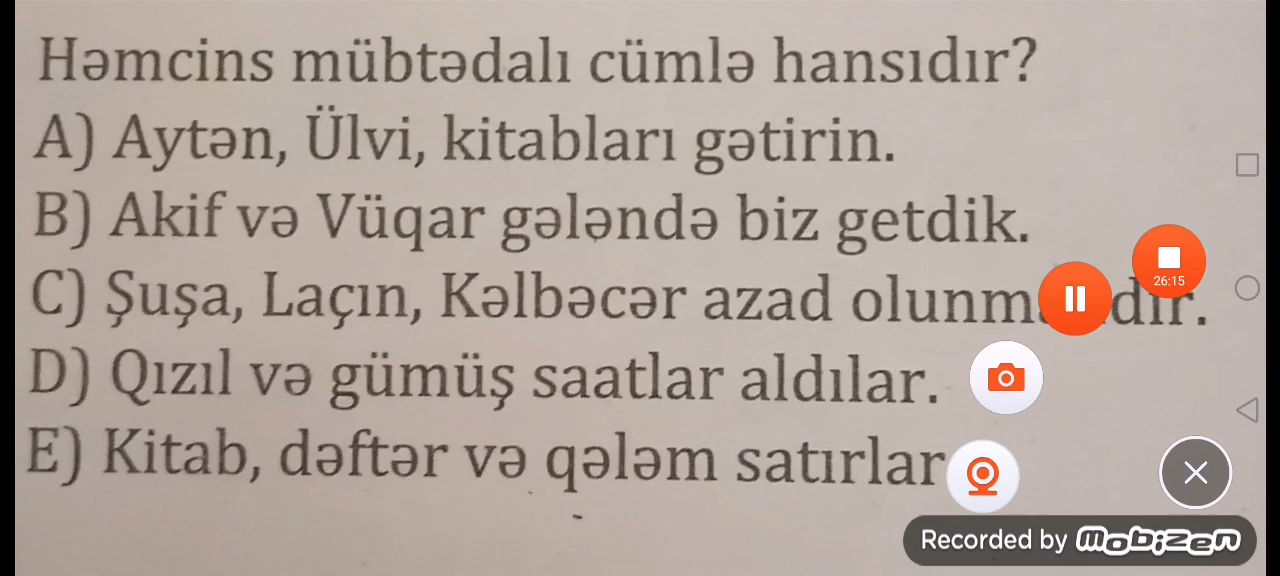 Həmcins mübtədalı cümlə hansıdır?
A) Aytən, Ülvi, kitabları gətirin.
B) Akif və Vüqar gələndə biz getdik.
C) Şuşa, Laçın, Kəlbəcər azad
D) Qızıl və gümüş saatlar aldılar.
E) Kitab, dəftər və qələm satırlar
26:15
Recorded by mobizen